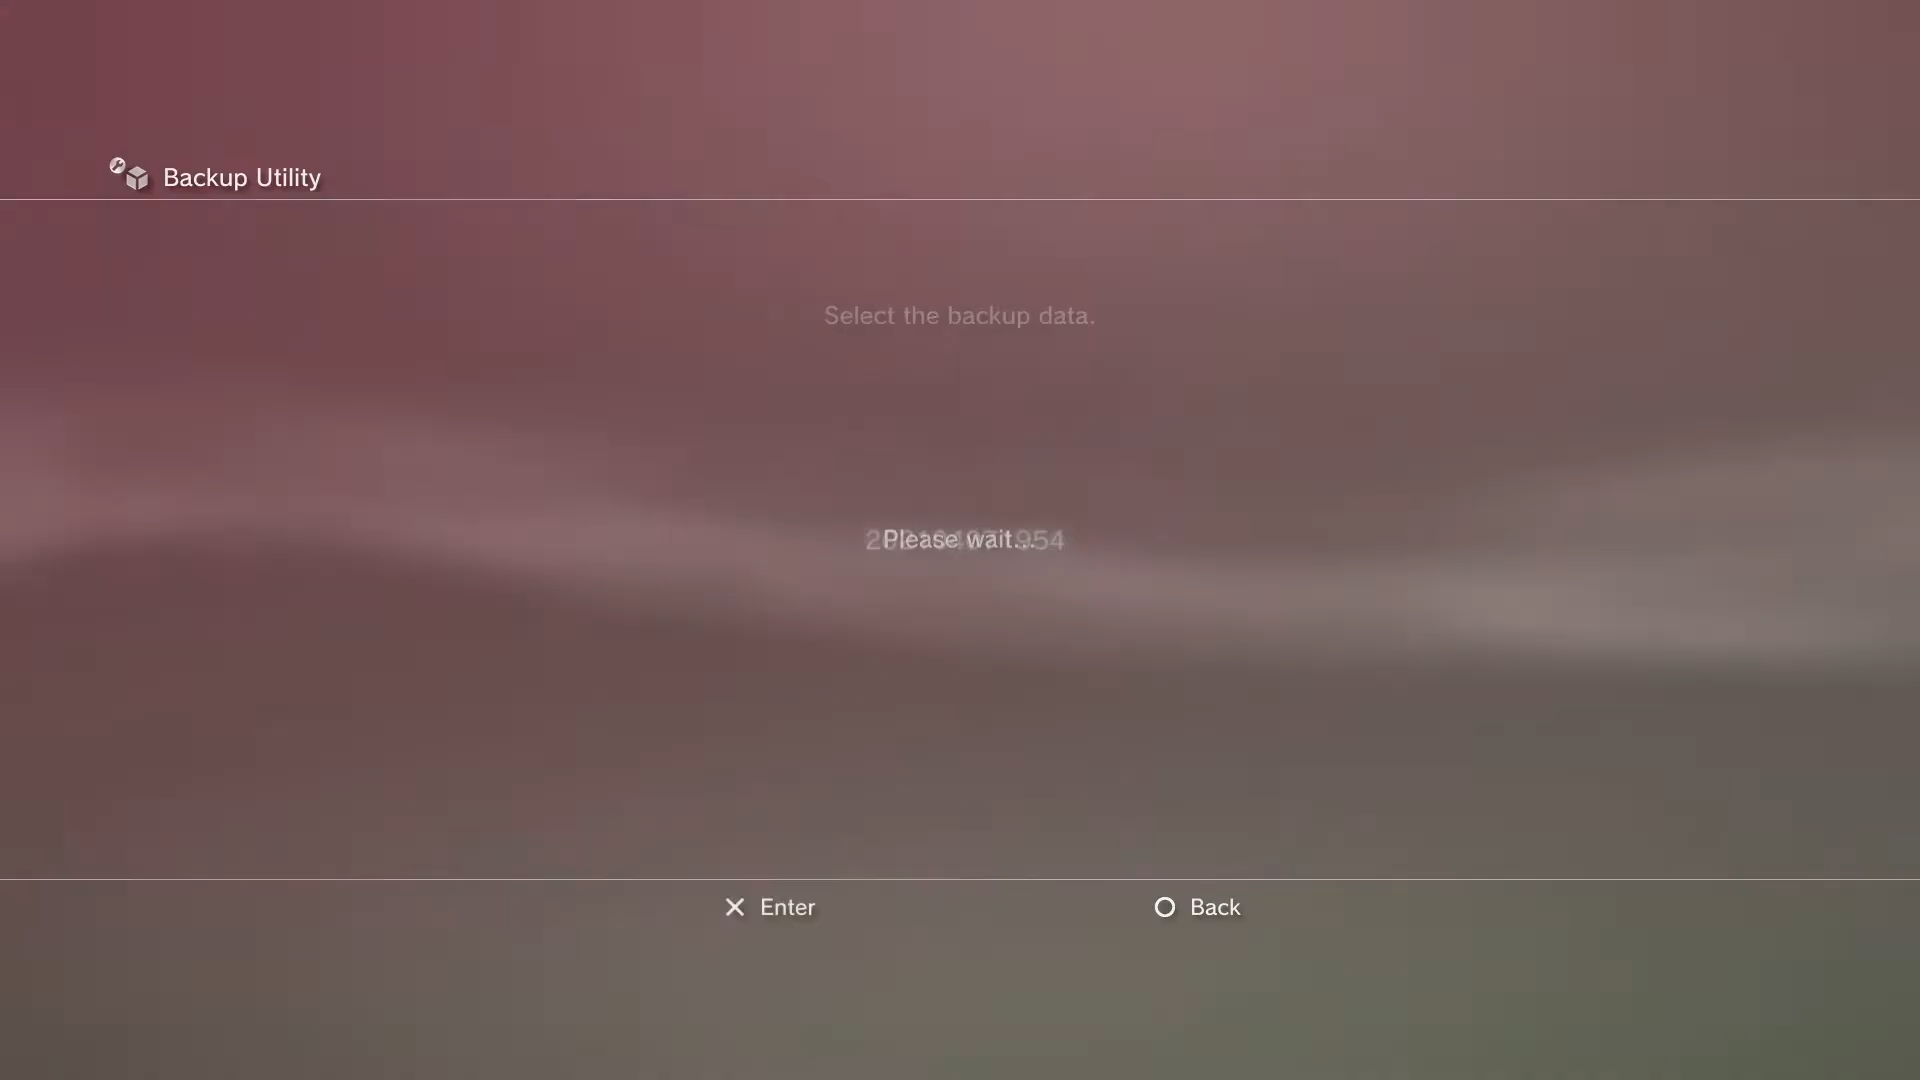 Backup Utility
Select the backup data.
Please wait...
Enter
Back